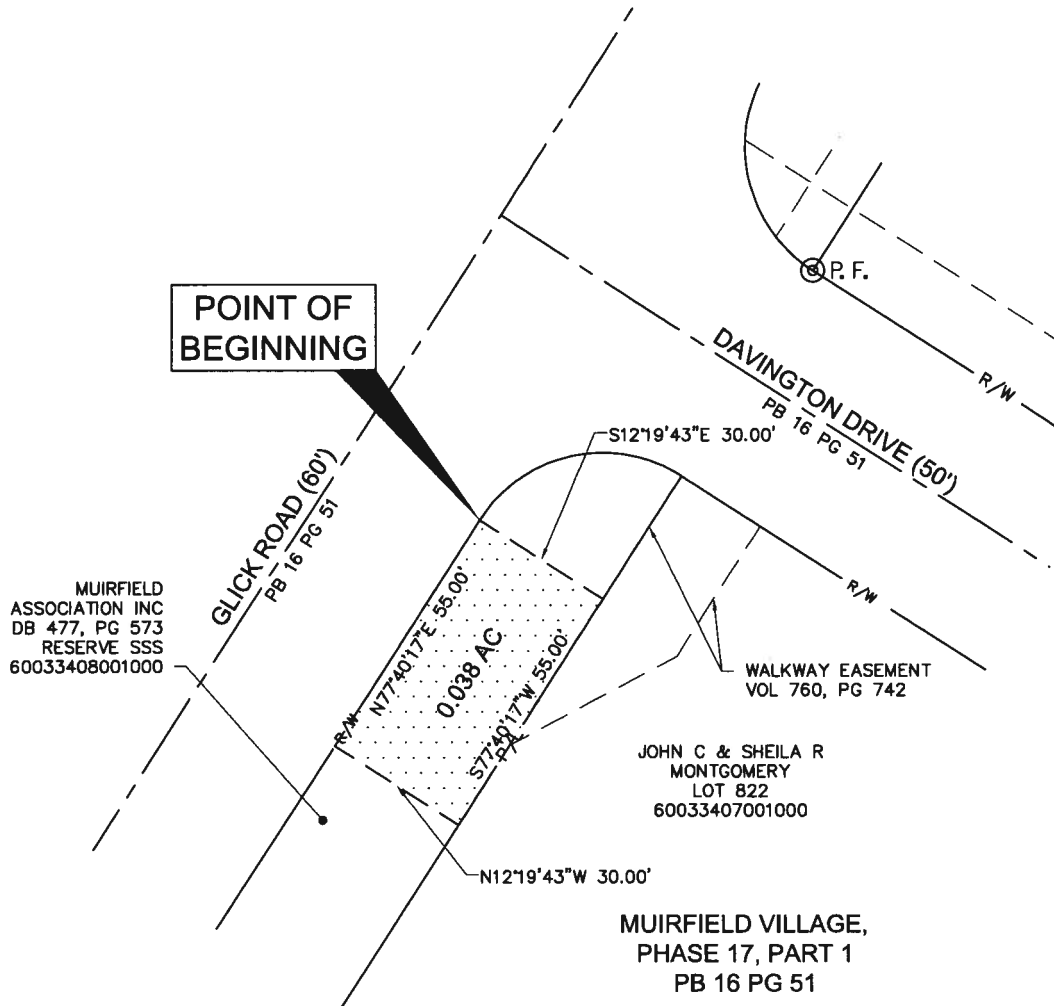 P. F.
POINT OF
BEGINNING
DAVINGTON DRIVE (50')
PB 16 PG 51
R/W
S12°19'43"E 30.00'
GLICK ROAD (60')
PB 16 PG 51
MUIRFIELD
ASSOCIATION INC
DB 477, PG 573
RESERVE SSS
60033408001000
N77°40'17"E 55.00'
R/W
0.038 AC
S77°40'17"W 55.00'
R/W
WALKWAY EASEMENT
VOL 760, PG 742
JOHN C & SHEILA R
MONTGOMERY
LOT 822
60033407001000
N12°19'43"W 30.00'
MUIRFIELD VILLAGE,
PHASE 17, PART 1
PB 16 PG 51